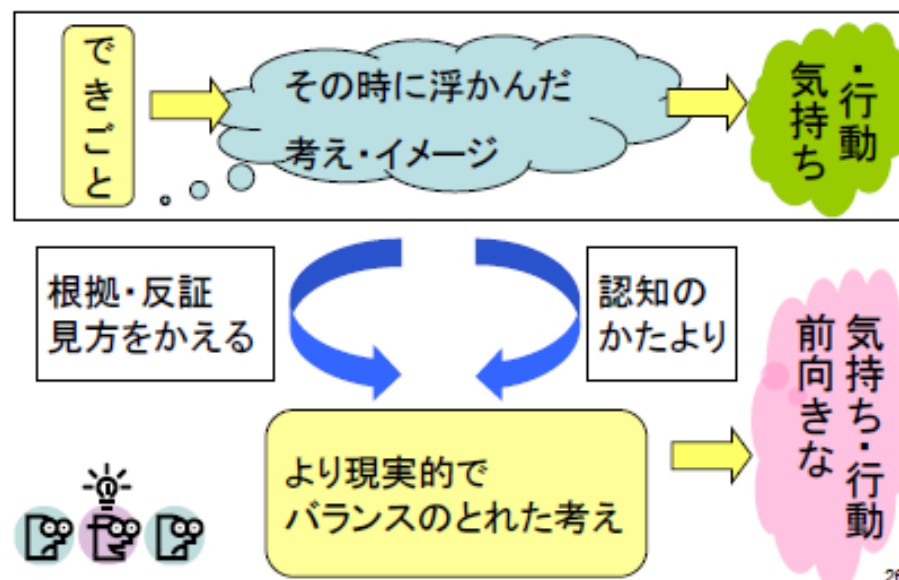 できごと
その時に浮かんだ
考え・イメージ
気持ち
・行動
根拠・反証
見方をかえる
認知の
かたより
より現実的で
バランスのとれた考え
前向きな
気持ち・行動
26